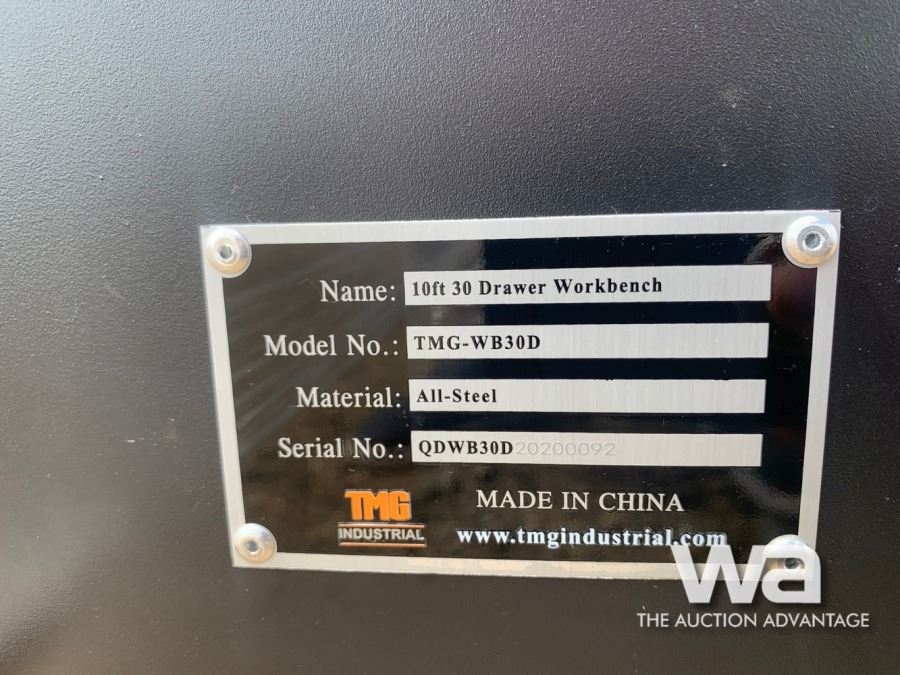 Name: 10ft 30 Drawer Workbench
Model No.: TMG-WB30D
Material: All-Steel
Serial No.: QDWB30D20200092
TMG
INDUSTRIAL
MADE IN CHINA
www.tmgindustrial.com
wa
THE AUCTION ADVANTAGE